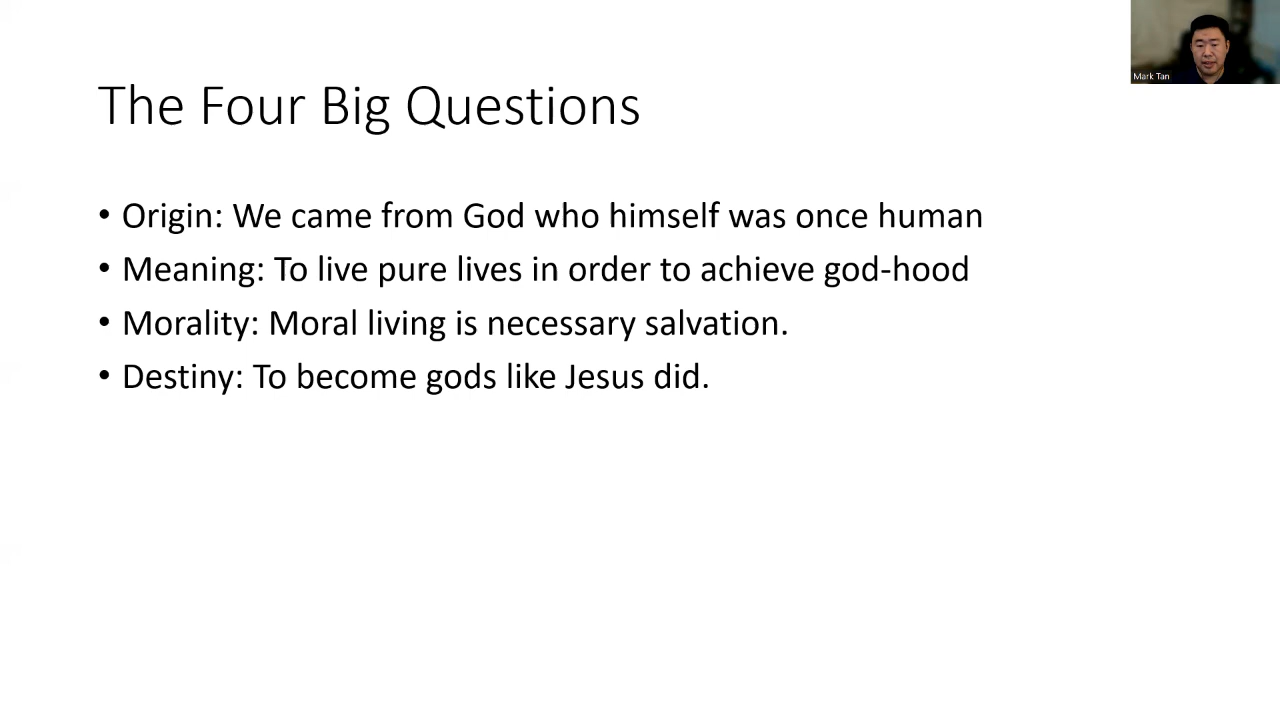 Mark Tan
The Four Big Questions
• Origin: We came from God who himself was once human
• Meaning: To live pure lives in order to achieve god-hood
• Morality: Moral living is necessary salvation.
• Destiny: To become gods like Jesus did.